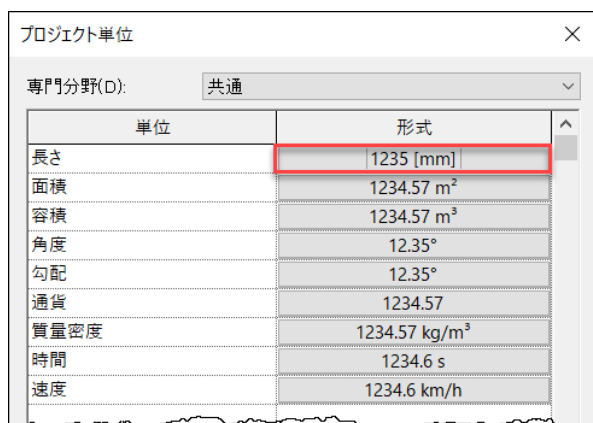 プロジェクト単位
専門分野(D): 共通
単位 形式
長さ 1235 [mm]
面積 1234.57 m²
容積 1234.57 m³
角度 12.35°
勾配 12.35°
通貨 1234.57
質量密度 1234.57 kg/m³
時間 1234.6 s
速度 1234.6 km/h